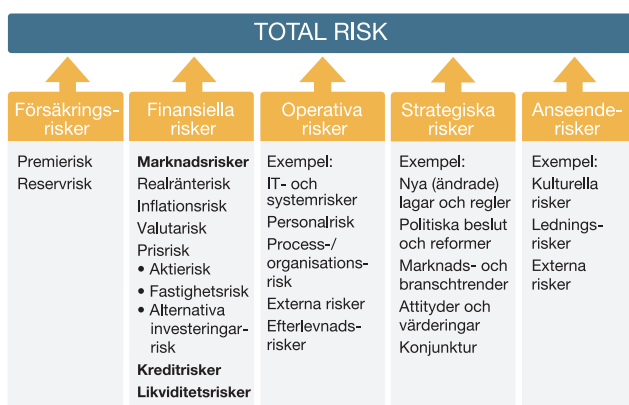 TOTAL RISK
Försäkrings-
risker
Premierisk
Reservrisk
Finansiella
risker
Marknadsrisker
Realränterisk
Inflationsrisk
Valutarisk
Prisrisk
• Aktierisk
• Fastighetsrisk
• Alternativa
investeringar-
risk
Kreditrisker
Likviditetsrisker
Operativa
risker
Exempel:
IT- och
systemrisker
Personalrisk
Process-/
organisations-
risk
Externa risker
Efterlevnads-
risker
Strategiska
risker
Exempel:
Nya (ändrade)
lagar och regler
Politiska beslut
och reformer
Marknads- och
branschtrender
Attityder och
värderingar
Konjunktur
Anseende-
risker
Exempel:
Kulturella
risker
Lednings-
risker
Externa
risker